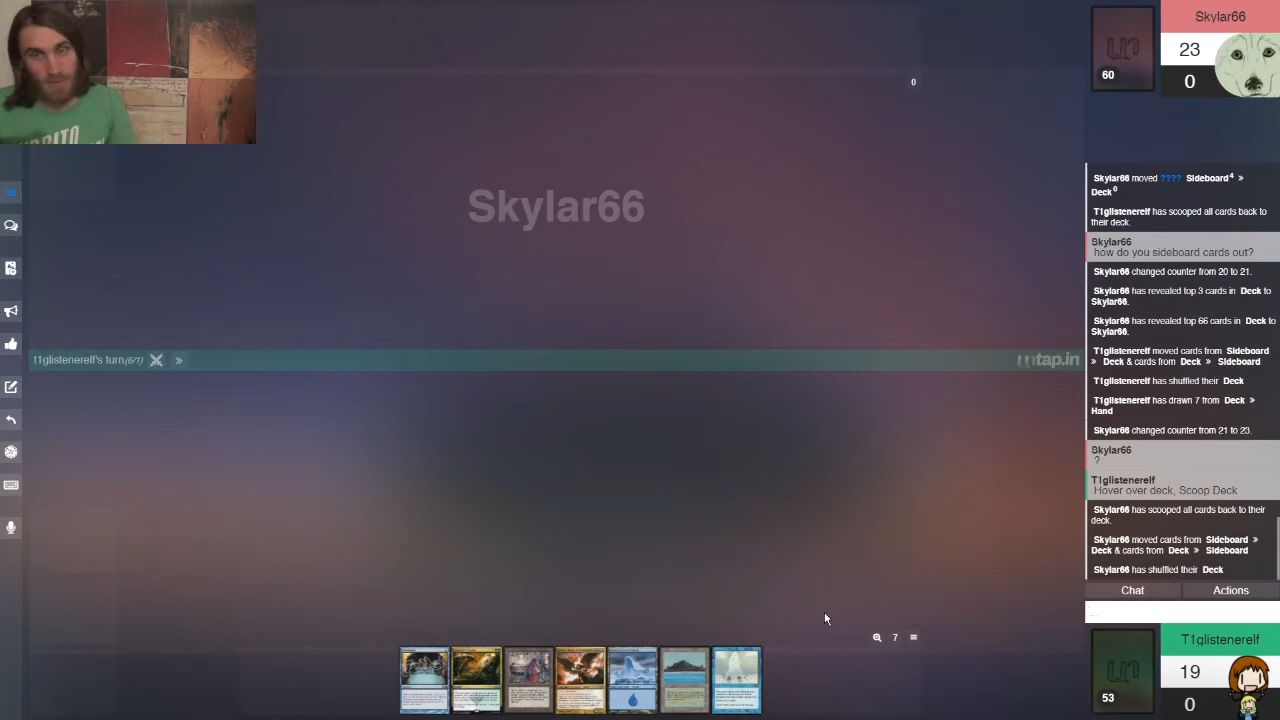 Skylar66
60
23
0
0
Skylar66
Skylar66 moved ???? Sideboard 4 »
Deck 0
T1glistenerelf has scooped all cards back to
their deck.
Skylar66
how do you sideboard cards out?
Skylar66 changed counter from 20 to 21.
Skylar66 has revealed top 3 cards in Deck to
Skylar66.
Skylar66 has revealed top 66 cards in Deck to
Skylar66.
T1glistenerelf moved cards from Sideboard
» Deck & cards from Deck » Sideboard
T1glistenerelf has shuffled their Deck
T1glistenerelf has drawn 7 from Deck »
Hand
Skylar66 changed counter from 21 to 23.
Skylar66
?
T1glistenerelf
Hover over deck, Scoop Deck
Skylar66 has scooped all cards back to their
deck.
Skylar66 moved cards from Sideboard »
Deck & cards from Deck » Sideboard
Skylar66 has shuffled their Deck
Chat Actions
t1glistenerelf's turn(6/7) »
untap.in
7
T1glistenerelf
53
19
0